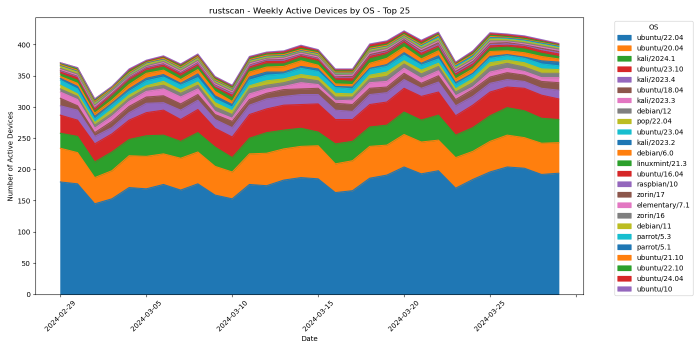 rustscan - Weekly Active Devices by OS - Top 25
Number of Active Devices
400
350
300
250
200
150
100
50
0
2024-02-29
2024-03-05
2024-03-10
2024-03-15
2024-03-20
2024-03-25
Date
OS
ubuntu/22.04
ubuntu/20.04
kali/2024.1
ubuntu/23.10
kali/2023.4
ubuntu/18.04
kali/2023.3
debian/12
pop/22.04
ubuntu/23.04
kali/2023.2
debian/6.0
linuxmint/21.3
ubuntu/16.04
raspbian/10
zorin/17
elementary/7.1
zorin/16
debian/11
parrot/5.3
parrot/5.1
ubuntu/21.10
ubuntu/22.10
ubuntu/24.04
ubuntu/10